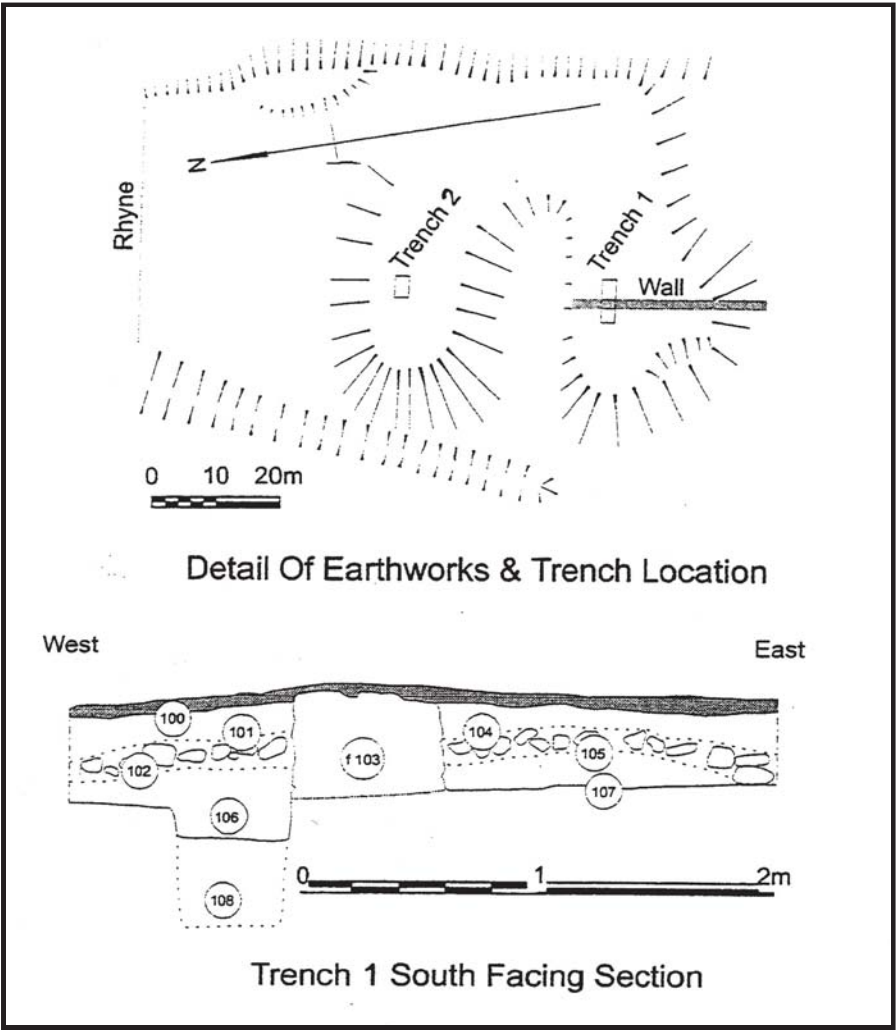 N
Rhyne
Trench 2
Trench 1
Wall
0 10 20m
Detail Of Earthworks & Trench Location
West
East
100
101
104
102
f 103
105
107
106
0 1 2m
108
Trench 1 South Facing Section